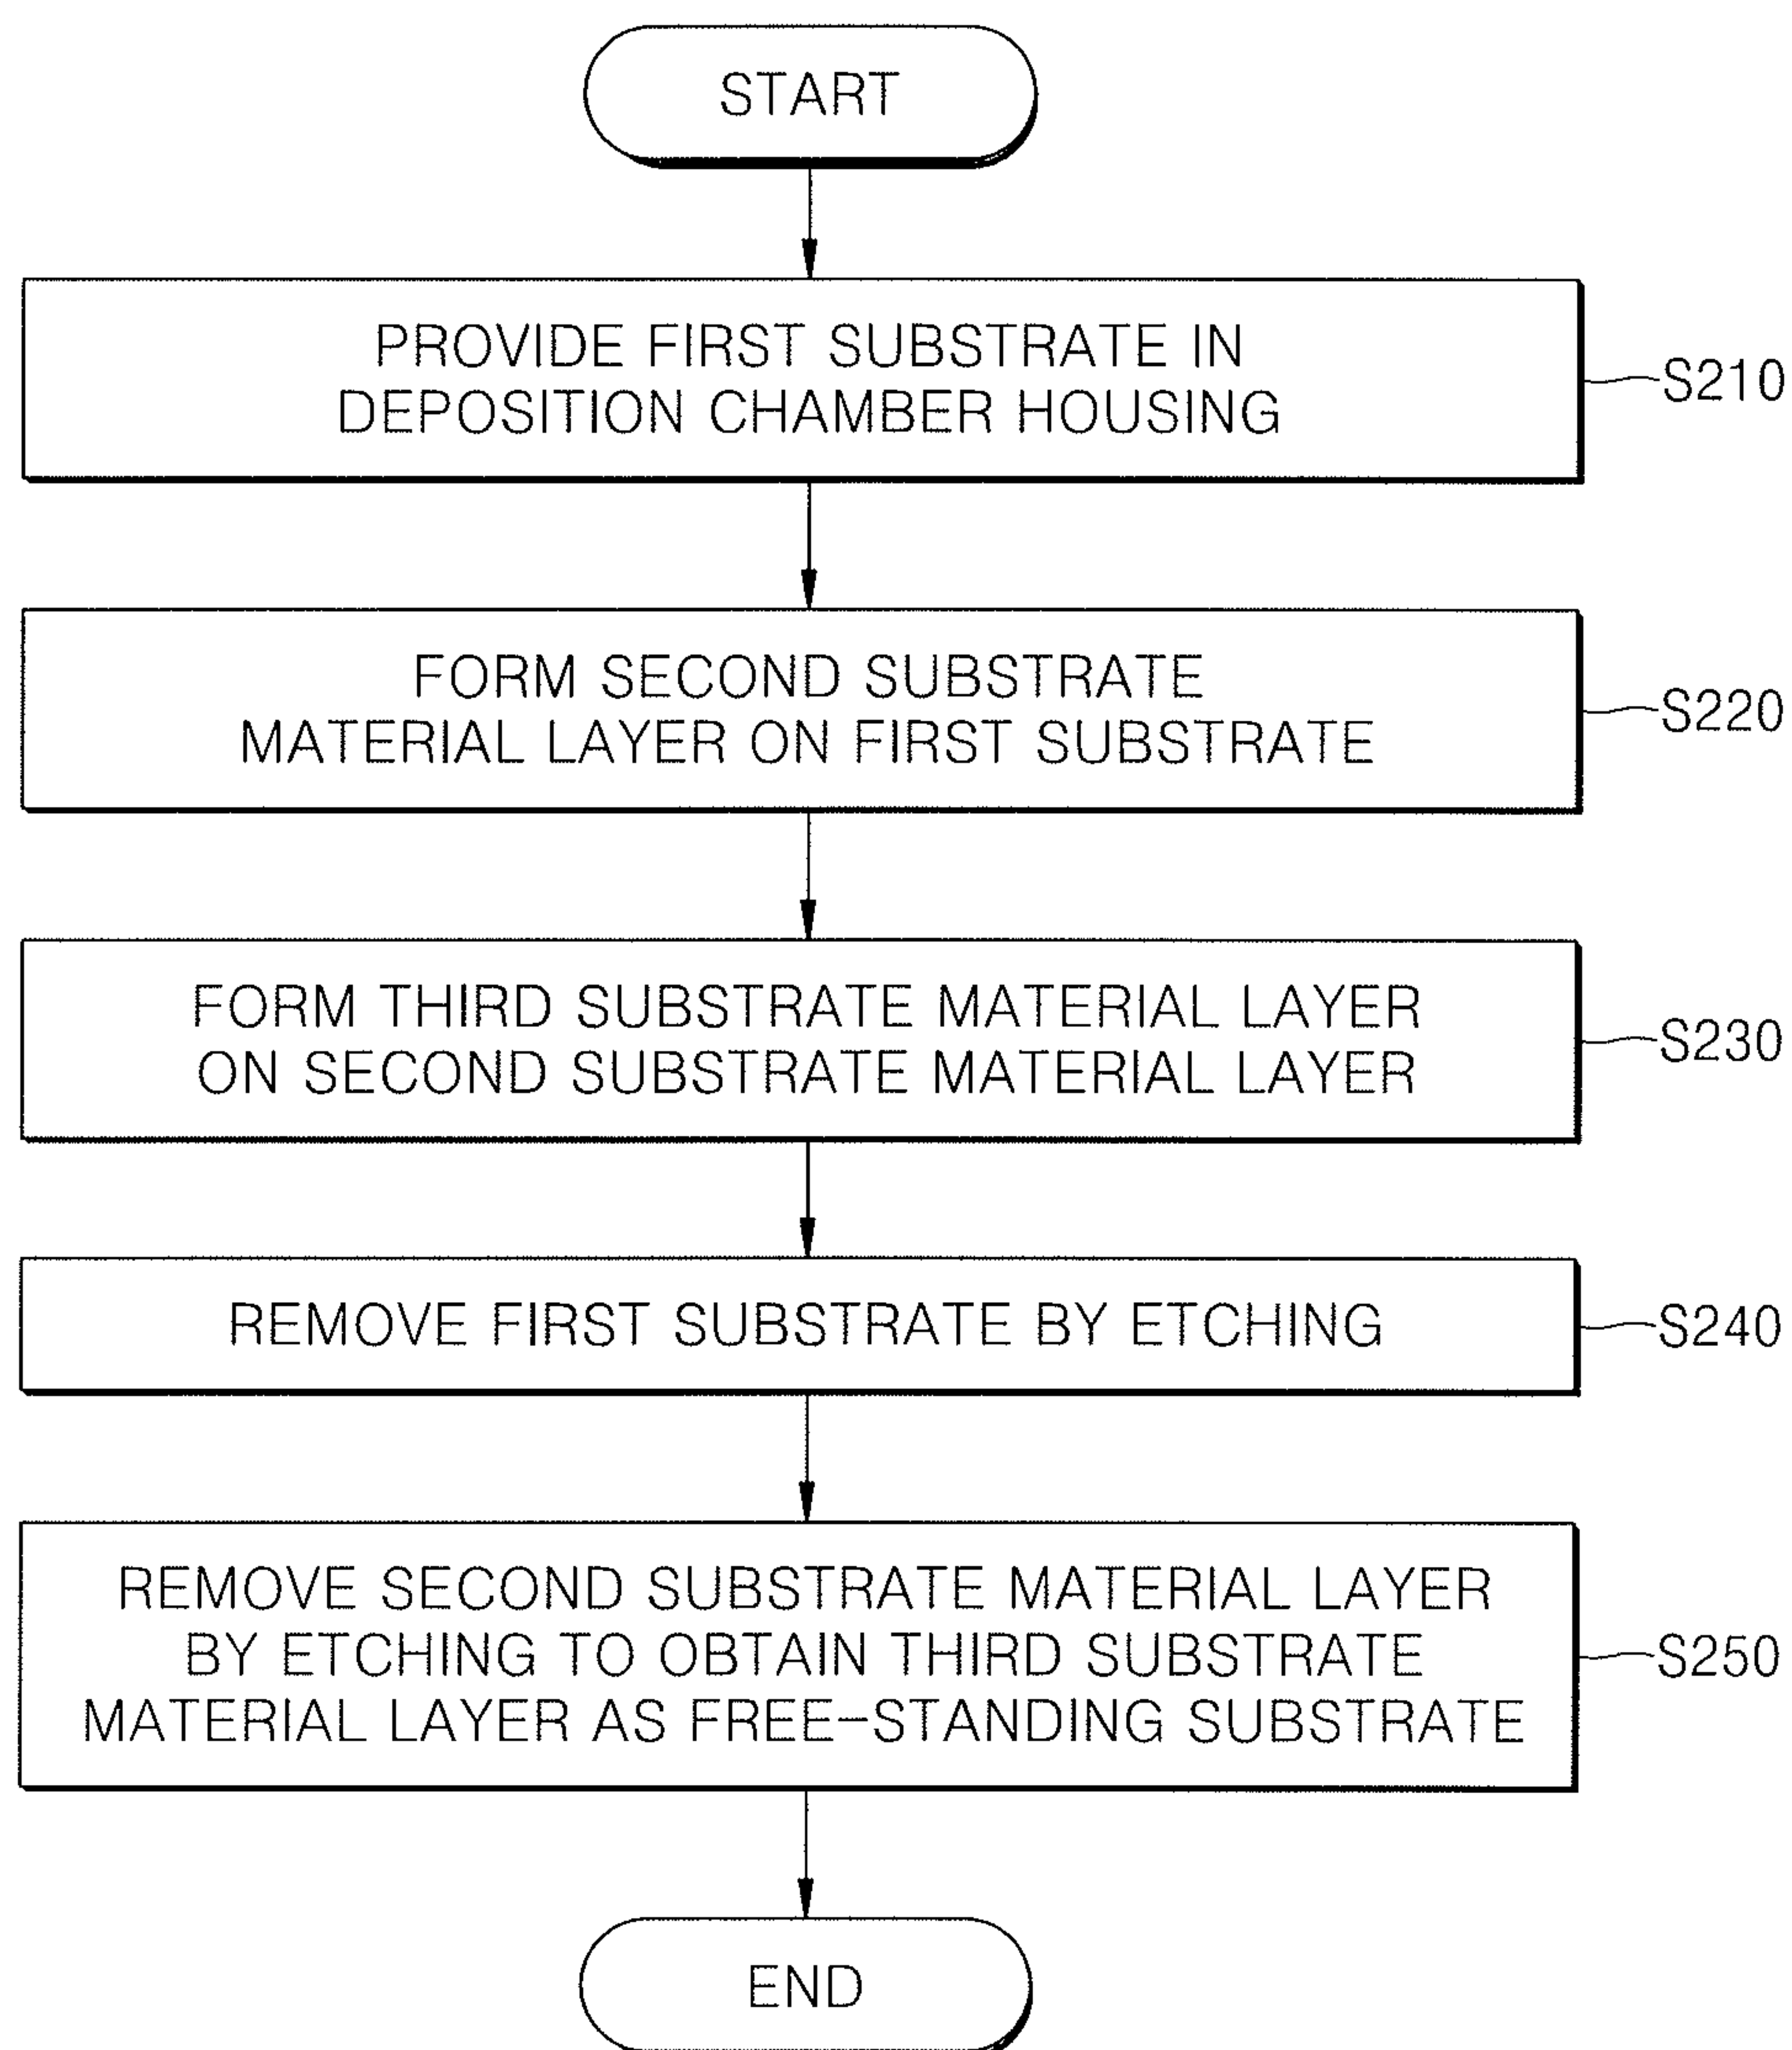 START
PROVIDE FIRST SUBSTRATE IN
DEPOSITION CHAMBER HOUSING
S210
FORM SECOND SUBSTRATE
MATERIAL LAYER ON FIRST SUBSTRATE
S220
FORM THIRD SUBSTRATE MATERIAL LAYER
ON SECOND SUBSTRATE MATERIAL LAYER
S230
REMOVE FIRST SUBSTRATE BY ETCHING
S240
REMOVE SECOND SUBSTRATE MATERIAL LAYER
BY ETCHING TO OBTAIN THIRD SUBSTRATE
MATERIAL LAYER AS FREE-STANDING SUBSTRATE
S250
END